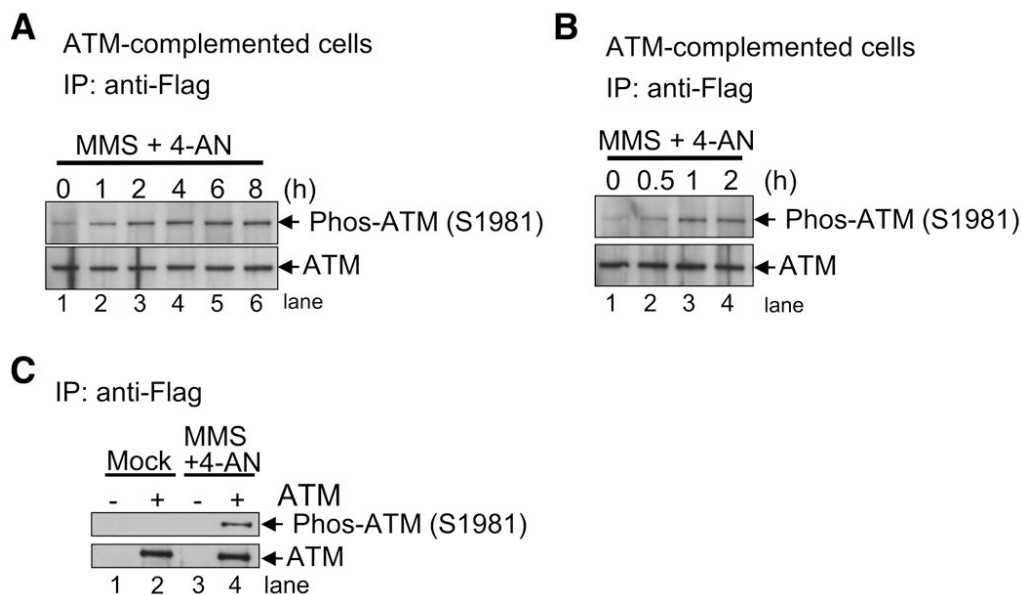 A
ATM-complemented cells
IP: anti-Flag
MMS + 4-AN
0 1 2 4 6 8 (h)
Phos-ATM (S1981)
ATM
1 2 3 4 5 6 lane
B
ATM-complemented cells
IP: anti-Flag
MMS + 4-AN
0 0.5 1 2 (h)
Phos-ATM (S1981)
ATM
1 2 3 4 lane
C
IP: anti-Flag
MMS
Mock +4-AN
- + - + ATM
Phos-ATM (S1981)
ATM
1 2 3 4 lane